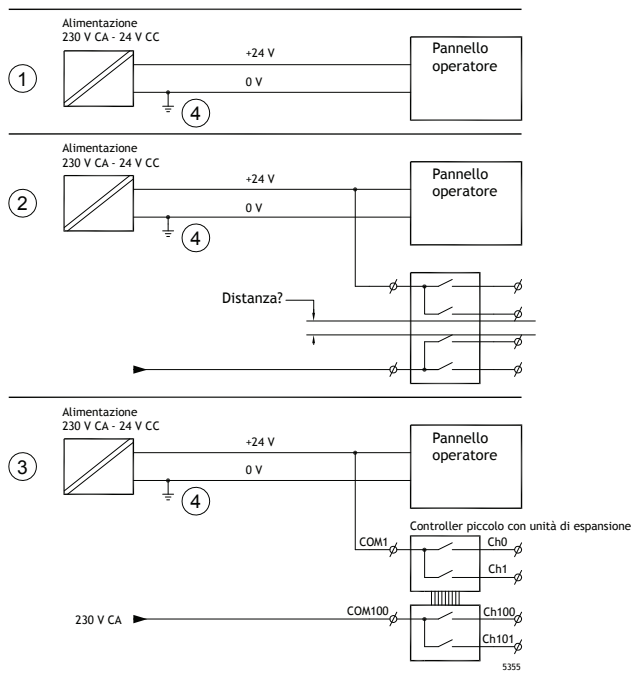 Alimentazione
230 V CA - 24 V CC
+24 V
Pannello
operatore
1
0 V
4
Alimentazione
230 V CA - 24 V CC
+24 V
Pannello
operatore
2
0 V
4
Distanza?
Alimentazione
230 V CA - 24 V CC
+24 V
Pannello
operatore
3
0 V
4
Controller piccolo con unità di espansione
COM1
Ch0
Ch1
COM100
Ch100
230 V CA
Ch101
5355